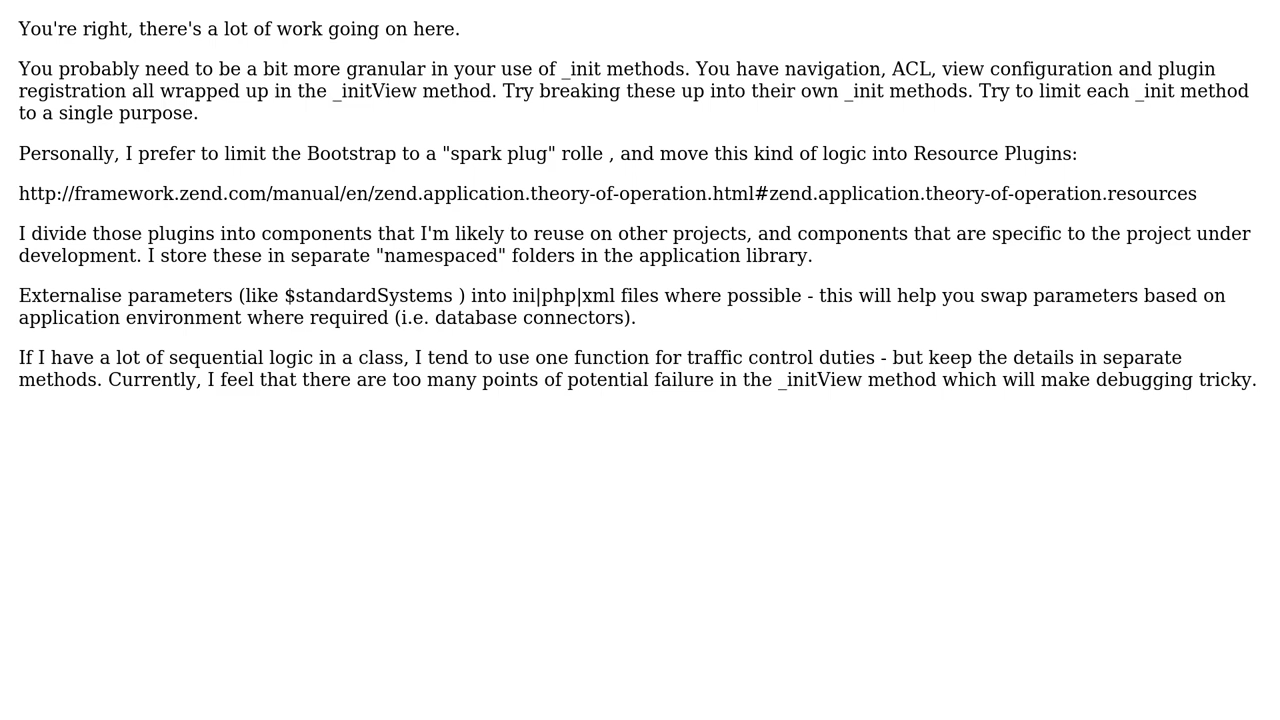 You're right, there's a lot of work going on here.
You probably need to be a bit more granular in your use of _init methods. You have navigation, ACL, view configuration and plugin
registration all wrapped up in the _initView method. Try breaking these up into their own _init methods. Try to limit each _init method
to a single purpose.
Personally, I prefer to limit the Bootstrap to a "spark plug" rolle , and move this kind of logic into Resource Plugins:
http://framework.zend.com/manual/en/zend.application.theory-of-operation.html#zend.application.theory-of-operation.resources
I divide those plugins into components that I'm likely to reuse on other projects, and components that are specific to the project under
development. I store these in separate "namespaced" folders in the application library.
Externalise parameters (like $standardSystems ) into ini|php|xml files where possible - this will help you swap parameters based on
application environment where required (i.e. database connectors).
If I have a lot of sequential logic in a class, I tend to use one function for traffic control duties - but keep the details in separate
methods. Currently, I feel that there are too many points of potential failure in the _initView method which will make debugging tricky.